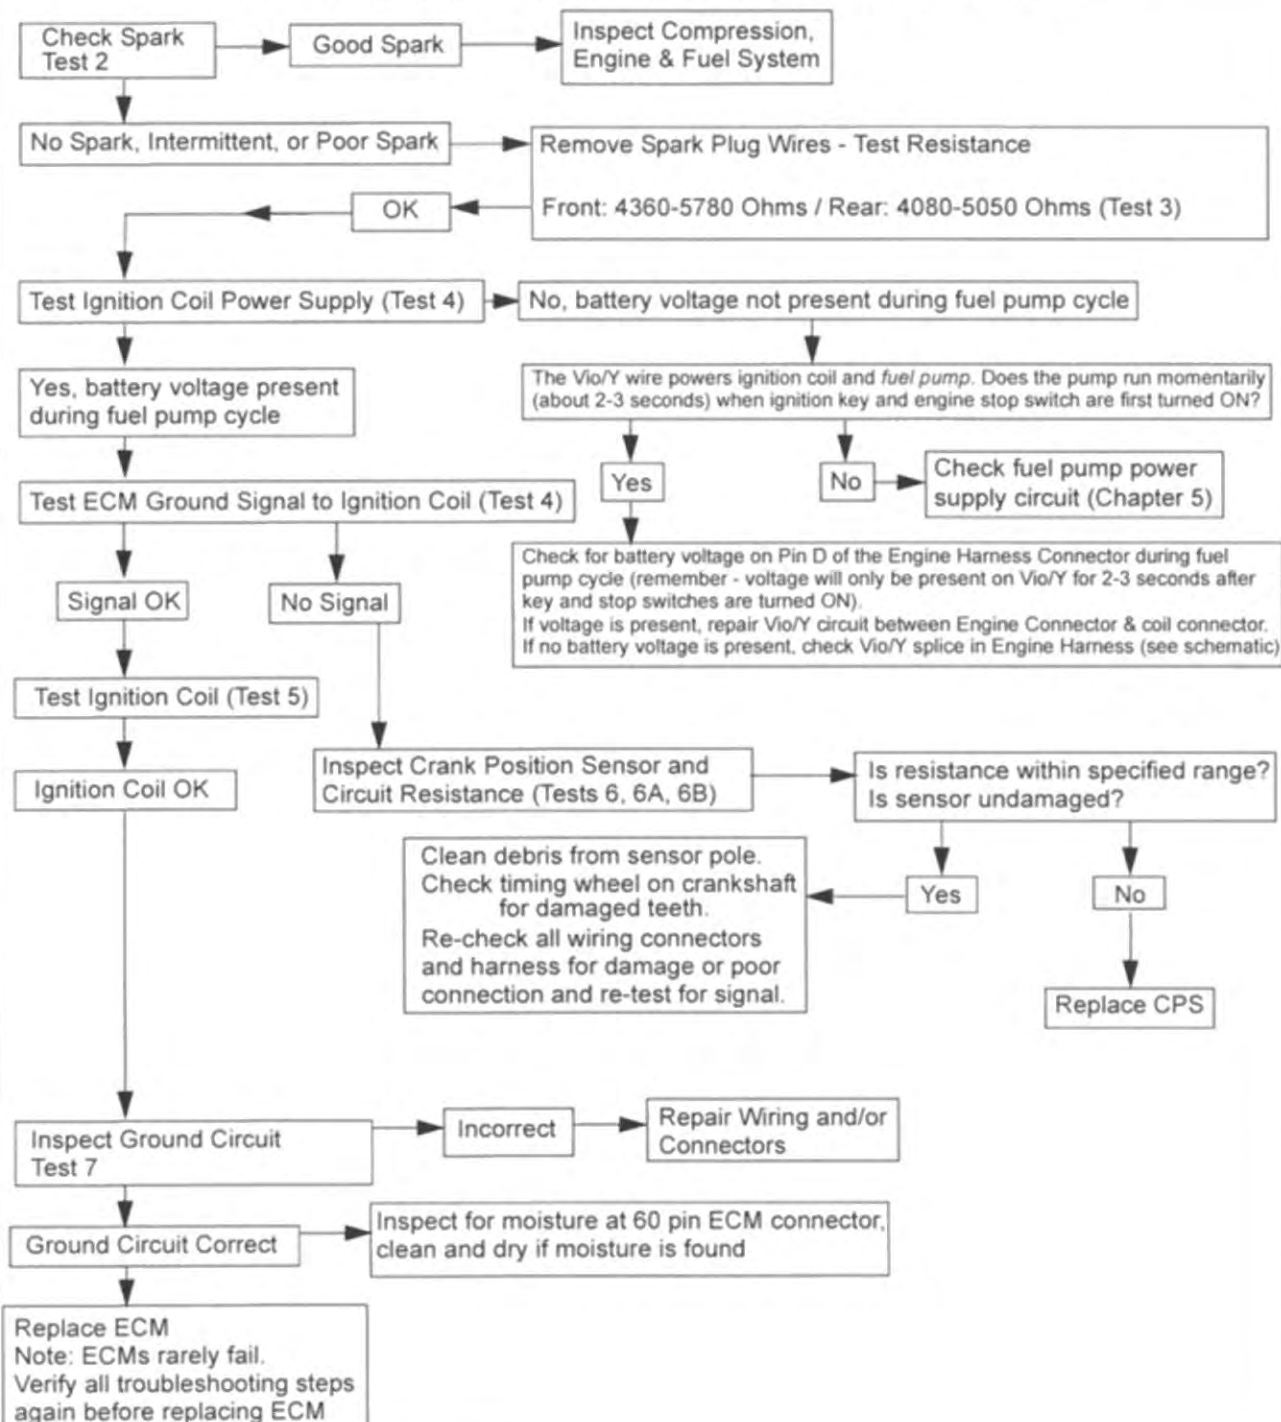 Check Spark
Test 2
Good Spark
Inspect Compression,
Engine & Fuel System
No Spark, Intermittent, or Poor Spark
Remove Spark Plug Wires - Test Resistance
Front: 4360-5780 Ohms / Rear: 4080-5050 Ohms (Test 3)
OK
Test Ignition Coil Power Supply (Test 4)
No, battery voltage not present during fuel pump cycle
Yes, battery voltage present
during fuel pump cycle
The Vio/Y wire powers ignition coil and fuel pump. Does the pump run momentarily
(about 2-3 seconds) when ignition key and engine stop switch are first turned ON?
Yes
No
Check fuel pump power
supply circuit (Chapter 5)
Test ECM Ground Signal to Ignition Coil (Test 4)
Check for battery voltage on Pin D of the Engine Harness Connector during fuel
pump cycle (remember - voltage will only be present on Vio/Y for 2-3 seconds after
key and stop switches are turned ON).
If voltage is present, repair Vio/Y circuit between Engine Connector & coil connector.
If no battery voltage is present, check Vio/Y splice in Engine Harness (see schematic)
Signal OK
No Signal
Test Ignition Coil (Test 5)
Ignition Coil OK
Inspect Crank Position Sensor and
Circuit Resistance (Tests 6, 6A, 6B)
Is resistance within specified range?
Is sensor undamaged?
Clean debris from sensor pole.
Check timing wheel on crankshaft
for damaged teeth.
Re-check all wiring connectors
and harness for damage or poor
connection and re-test for signal.
Yes
No
Replace CPS
Inspect Ground Circuit
Test 7
Incorrect
Repair Wiring and/or
Connectors
Ground Circuit Correct
Inspect for moisture at 60 pin ECM connector,
clean and dry if moisture is found
Replace ECM
Note: ECMs rarely fail.
Verify all troubleshooting steps
again before replacing ECM